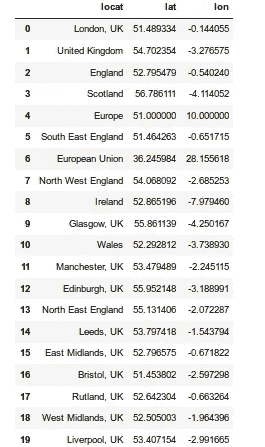 locat lat lon
0 London, UK 51.489334 -0.144055
1 United Kingdom 54.702354 -3.276575
2 England 52.795479 -0.540240
3 Scotland 56.786111 -4.114052
4 Europe 51.000000 10.000000
5 South East England 51.464263 -0.651715
6 European Union 36.245984 28.155618
7 North West England 54.068092 -2.685253
8 Ireland 52.865196 -7.979460
9 Glasgow, UK 55.861139 -4.250167
10 Wales 52.292812 -3.738930
11 Manchester, UK 53.479489 -2.245115
12 Edinburgh, UK 55.952148 -3.188991
13 North East England 55.131406 -2.072287
14 Leeds, UK 53.797418 -1.543794
15 East Midlands, UK 52.796575 -0.671822
16 Bristol, UK 51.453802 -2.597298
17 Rutland, UK 52.642304 -0.663264
18 West Midlands, UK 52.505003 -1.964396
19 Liverpool, UK 53.407154 -2.991665